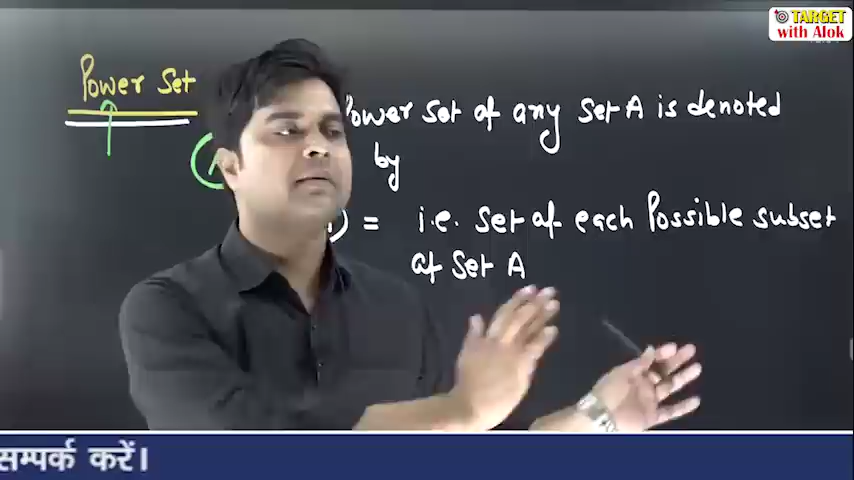 TARGET
with Alok
Power Set
Power set of any set A is denoted
by
= i.e. set of each Possible subset
of set A
सम्पर्क करें।